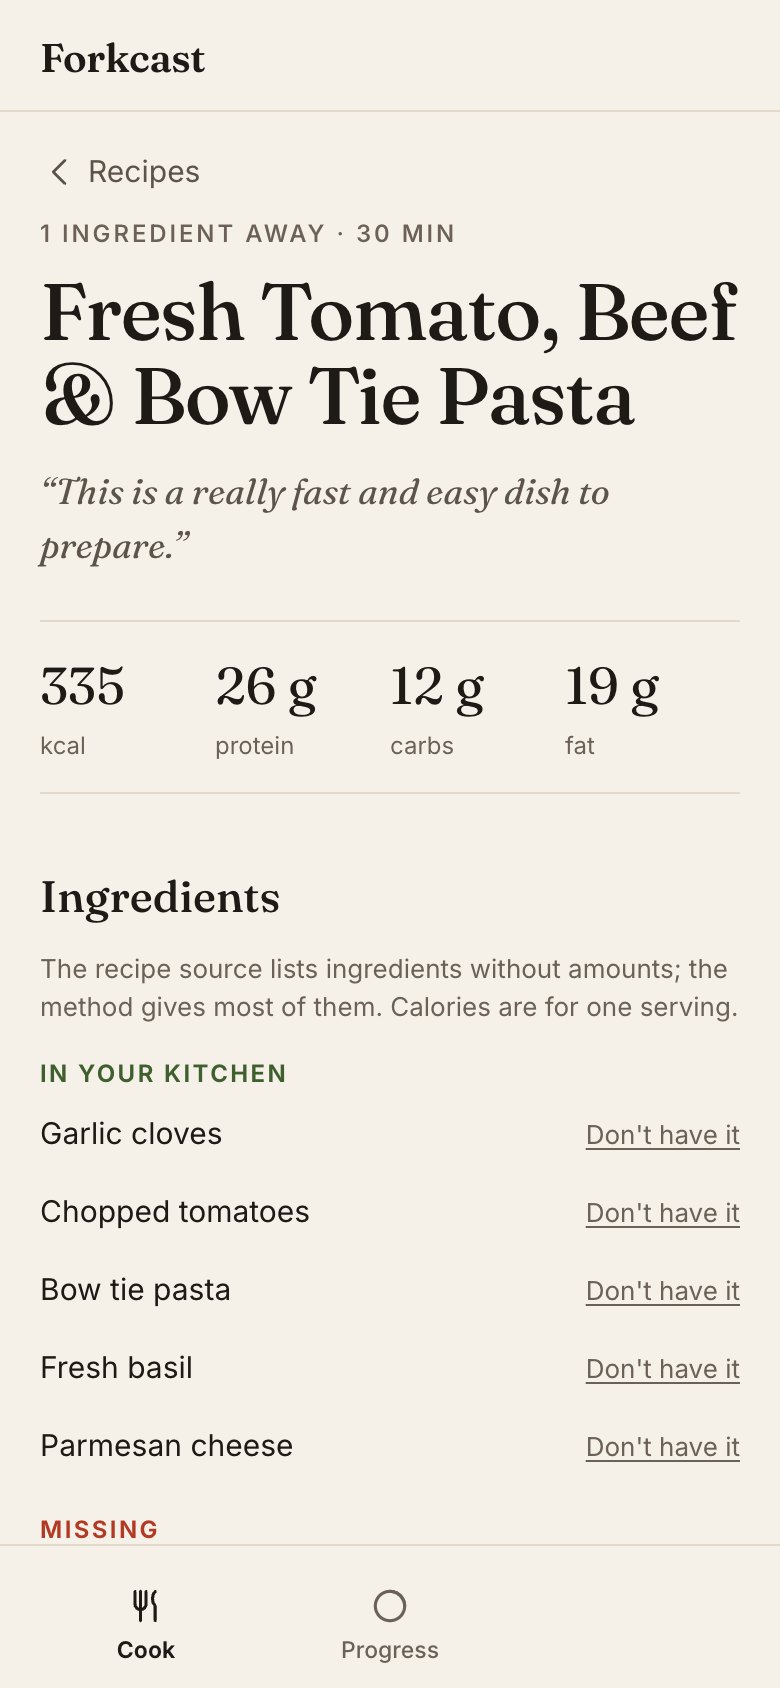 Forkcast
Recipes
1 INGREDIENT AWAY · 30 MIN
Fresh Tomato, Beef
& Bow Tie Pasta
“This is a really fast and easy dish to
prepare.”
335 26 g 12 g 19 g
kcal protein carbs fat
Ingredients
The recipe source lists ingredients without amounts; the
method gives most of them. Calories are for one serving.
IN YOUR KITCHEN
Garlic cloves Don't have it
Chopped tomatoes Don't have it
Bow tie pasta Don't have it
Fresh basil Don't have it
Parmesan cheese Don't have it
MISSING
Cook Progress